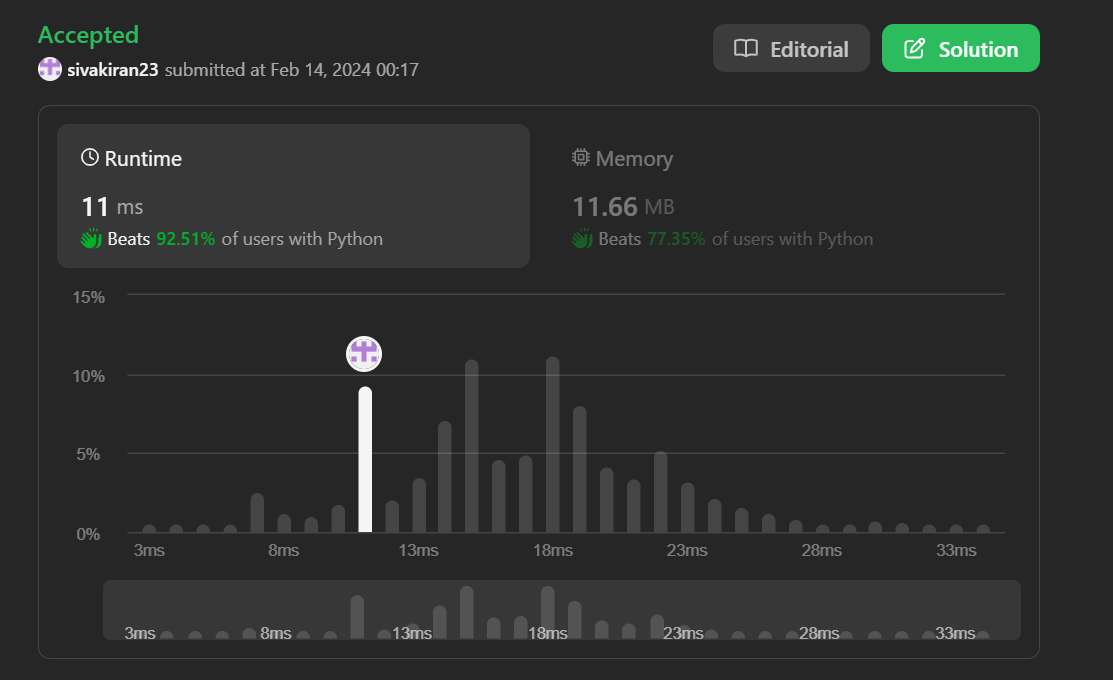 Accepted
sivakiran23 submitted at Feb 14, 2024 00:17
Editorial
Solution
Runtime
11 ms
Beats 92.51% of users with Python
Memory
11.66 MB
Beats 77.35% of users with Python
15%
10%
5%
0%
3ms 8ms 13ms 18ms 23ms 28ms 33ms
3ms 8ms 13ms 18ms 23ms 28ms 33ms